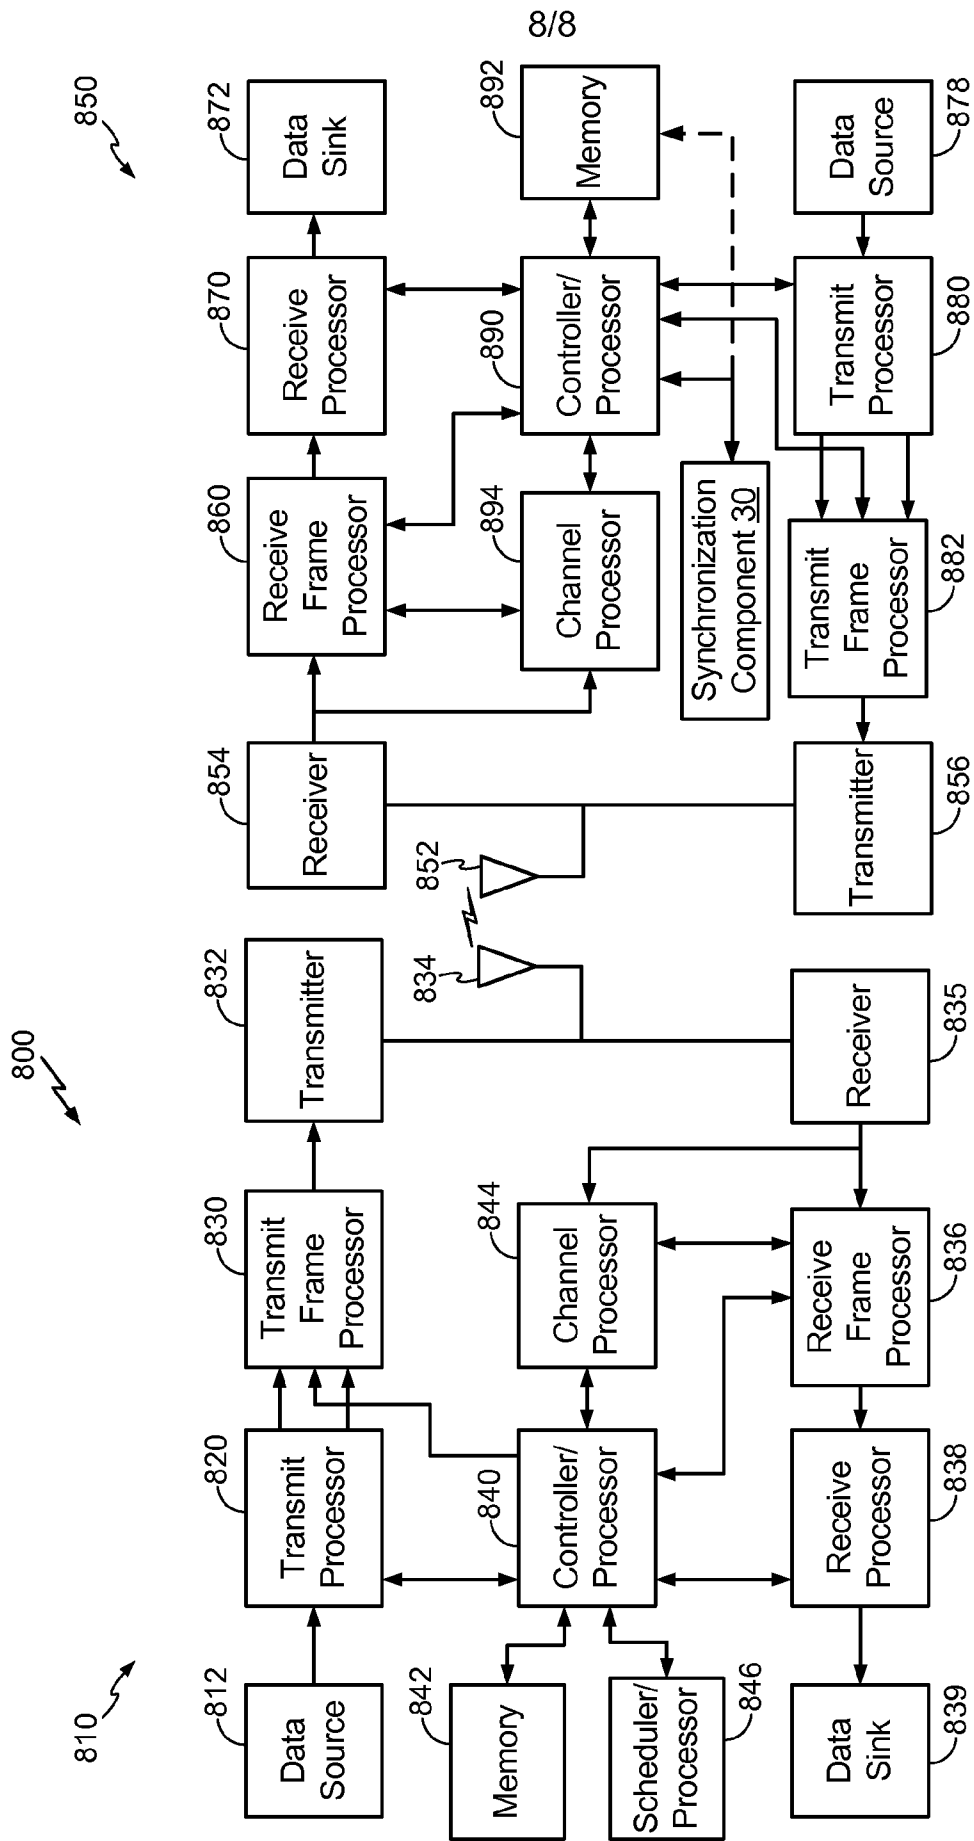 8/8
800
810
850
812
Data
Source
820
Transmit
Processor
830
Transmit
Frame
Processor
832
Transmitter
854
Receiver
860
Receive
Frame
Processor
870
Receive
Processor
872
Data
Sink
842
Memory
840
Controller/
Processor
844
Channel
Processor
834
852
894
Channel
Processor
890
Controller/
Processor
892
Memory
Scheduler/
Processor
846
Synchronization
Component 30
Data
Sink
839
Receive
Processor
838
Receive
Frame
Processor
836
Receiver
835
Transmitter
856
Transmit
Frame
Processor
882
Transmit
Processor
880
Data
Source
878